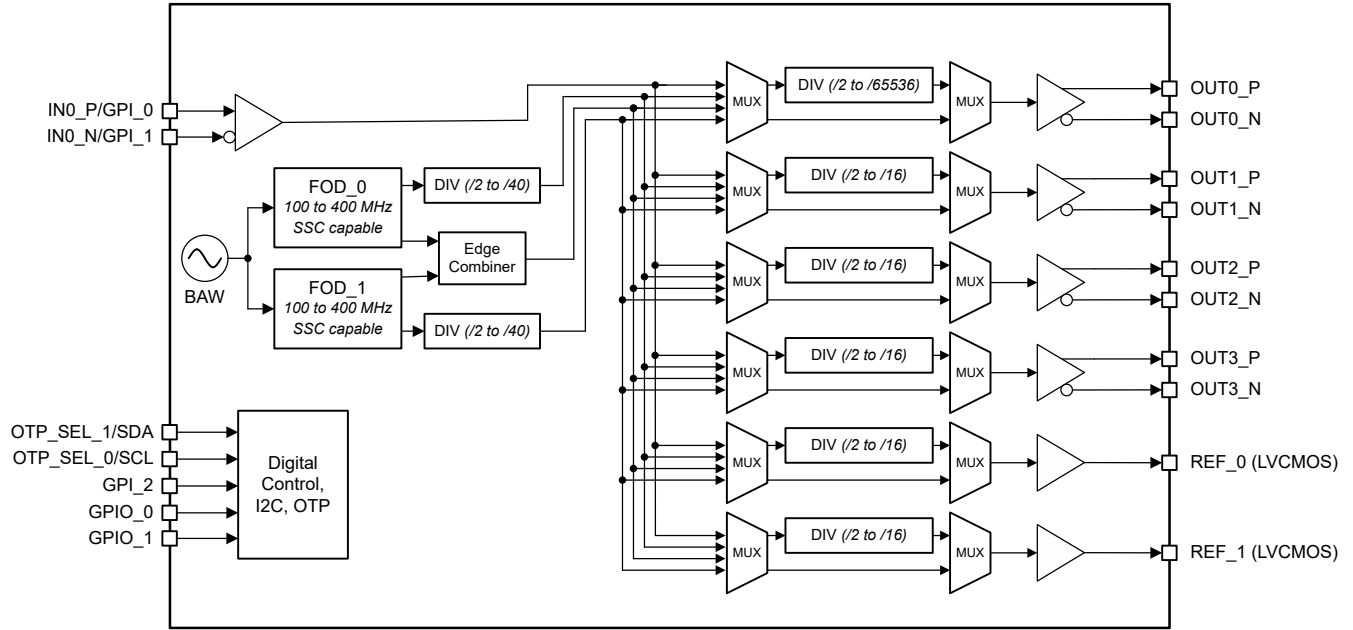 IN0_P/GPI_0
IN0_N/GPI_1
FOD_0
100 to 400 MHz
SSC capable
DIV (/2 to /40)
Edge
Combiner
BAW
FOD_1
100 to 400 MHz
SSC capable
DIV (/2 to /40)
OTP_SEL_1/SDA
OTP_SEL_0/SCL
GPI_2
GPIO_0
GPIO_1
Digital
Control,
I2C, OTP
MUX
DIV (/2 to /65536)
MUX
OUT0_P
OUT0_N
MUX
DIV (/2 to /16)
MUX
OUT1_P
OUT1_N
MUX
DIV (/2 to /16)
MUX
OUT2_P
OUT2_N
MUX
DIV (/2 to /16)
MUX
OUT3_P
OUT3_N
MUX
DIV (/2 to /16)
MUX
REF_0 (LVCMOS)
MUX
DIV (/2 to /16)
MUX
REF_1 (LVCMOS)